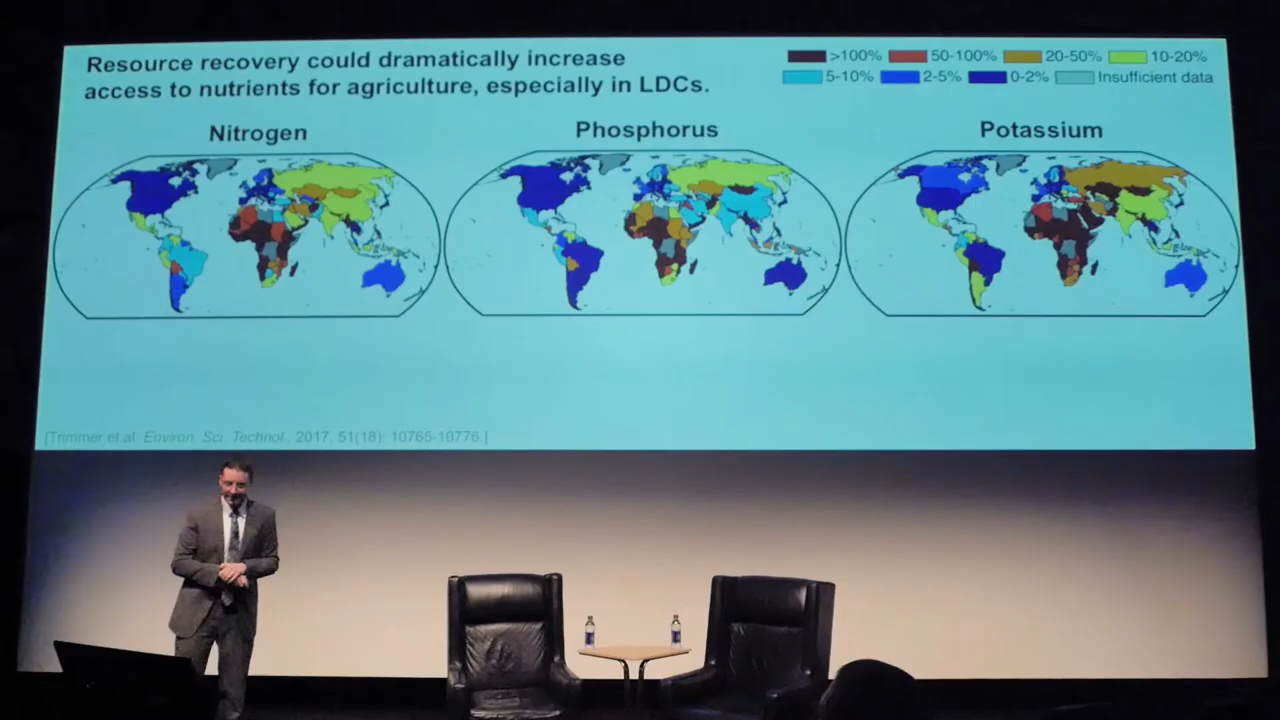 Resource recovery could dramatically increase
access to nutrients for agriculture, especially in LDCs.
>100% 50-100% 20-50% 10-20%
5-10% 2-5% 0-2% Insufficient data
Nitrogen Phosphorus Potassium
[Trimmer et al. Environ. Sci. Technol., 2017, 51(18): 10765-10776.]